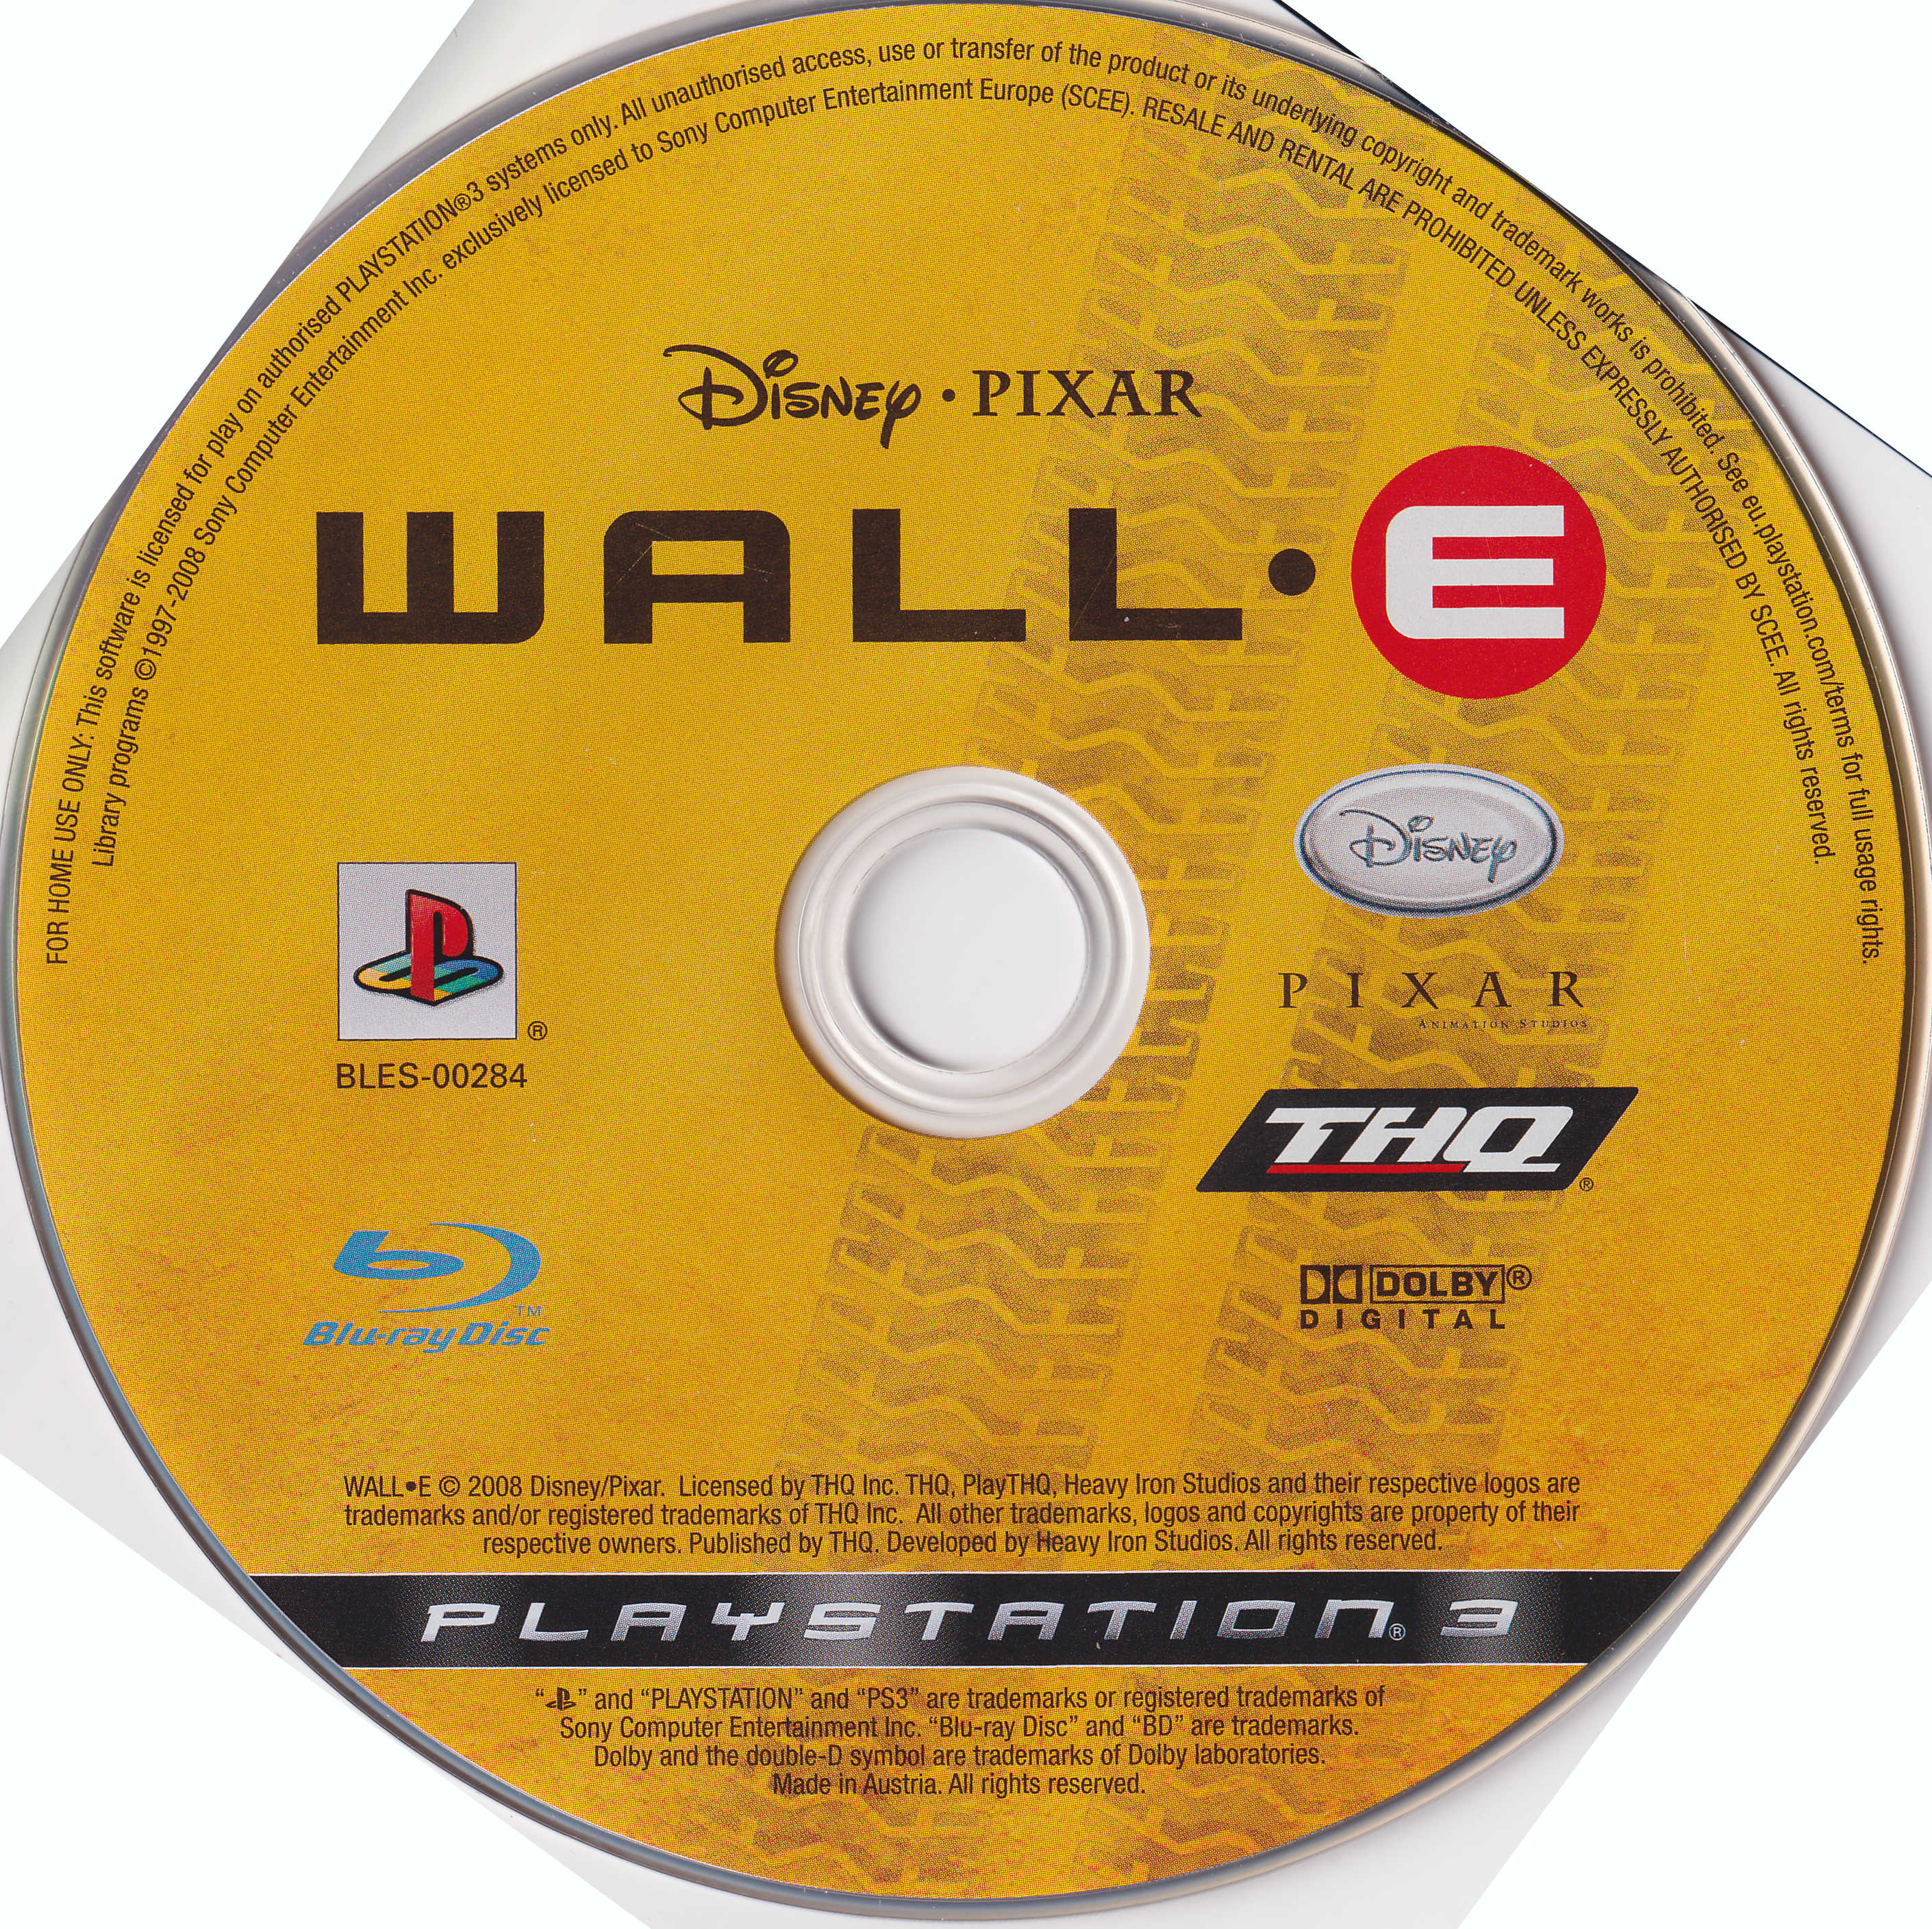 FOR HOME USE ONLY: This software is licensed for play on authorised PLAYSTATION®3 systems only. All unauthorised access, use or transfer of the product or its underlying copyright and trademark works is prohibited. See eu.playstation.com/terms for full usage rights.
Library programs ©1997-2008 Sony Computer Entertainment Inc. exclusively licensed to Sony Computer Entertainment Europe (SCEE). RESALE AND RENTAL ARE PROHIBITED UNLESS EXPRESSLY AUTHORISED BY SCEE. All rights reserved.
Disney • PIXAR
WALL•E
Disney
PIXAR
ANIMATION STUDIOS
®
BLES-00284
THQ®
TM
Blu-ray Disc
DOLBY®
DIGITAL
WALL•E © 2008 Disney/Pixar. Licensed by THQ Inc. THQ, PlayTHQ, Heavy Iron Studios and their respective logos are
trademarks and/or registered trademarks of THQ Inc. All other trademarks, logos and copyrights are property of their
respective owners. Published by THQ. Developed by Heavy Iron Studios. All rights reserved.
PLAYSTATION®3
“ ” and “PLAYSTATION” and “PS3” are trademarks or registered trademarks of
Sony Computer Entertainment Inc. “Blu-ray Disc” and “BD” are trademarks.
Dolby and the double-D symbol are trademarks of Dolby laboratories.
Made in Austria. All rights reserved.